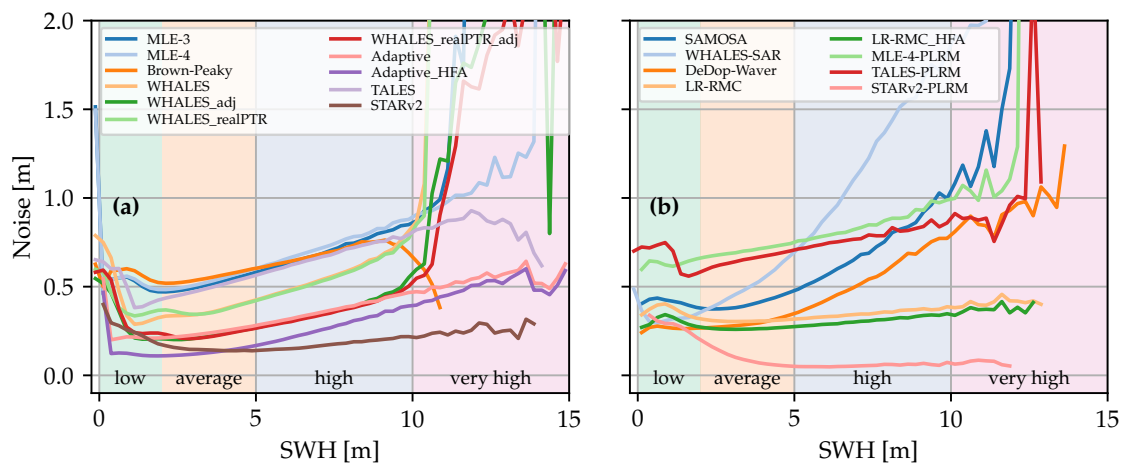 2.0
1.5
1.0
0.5
0.0
Noise [m]
MLE-3
MLE-4
Brown-Peaky
WHALES
WHALES_adj
WHALES_realPTR
WHALES_realPTR_adj
Adaptive
Adaptive_HFA
TALES
STARv2
(a)
low
average
high
very high
0
5
10
15
SWH [m]
SAMOSA
WHALES-SAR
DeDop-Waver
LR-RMC
LR-RMC_HFA
MLE-4-PLRM
TALES-PLRM
STARv2-PLRM
(b)
low
average
high
very high
0
5
10
15
SWH [m]